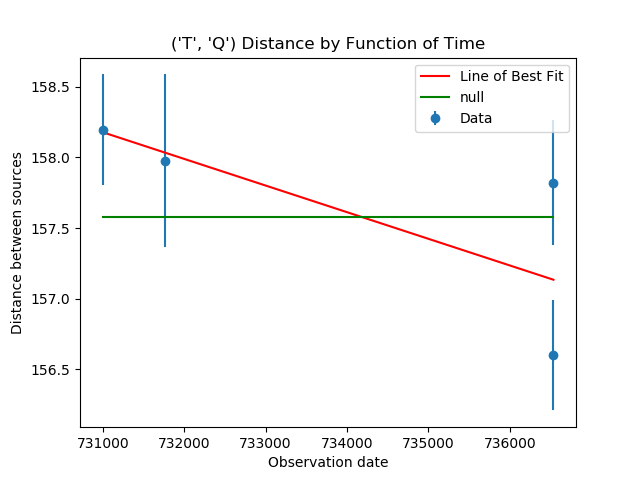 ('T', 'Q') Distance by Function of Time
Line of Best Fit
null
Data
Distance between sources
158.5
158.0
157.5
157.0
156.5
731000 732000 733000 734000 735000 736000
Observation date